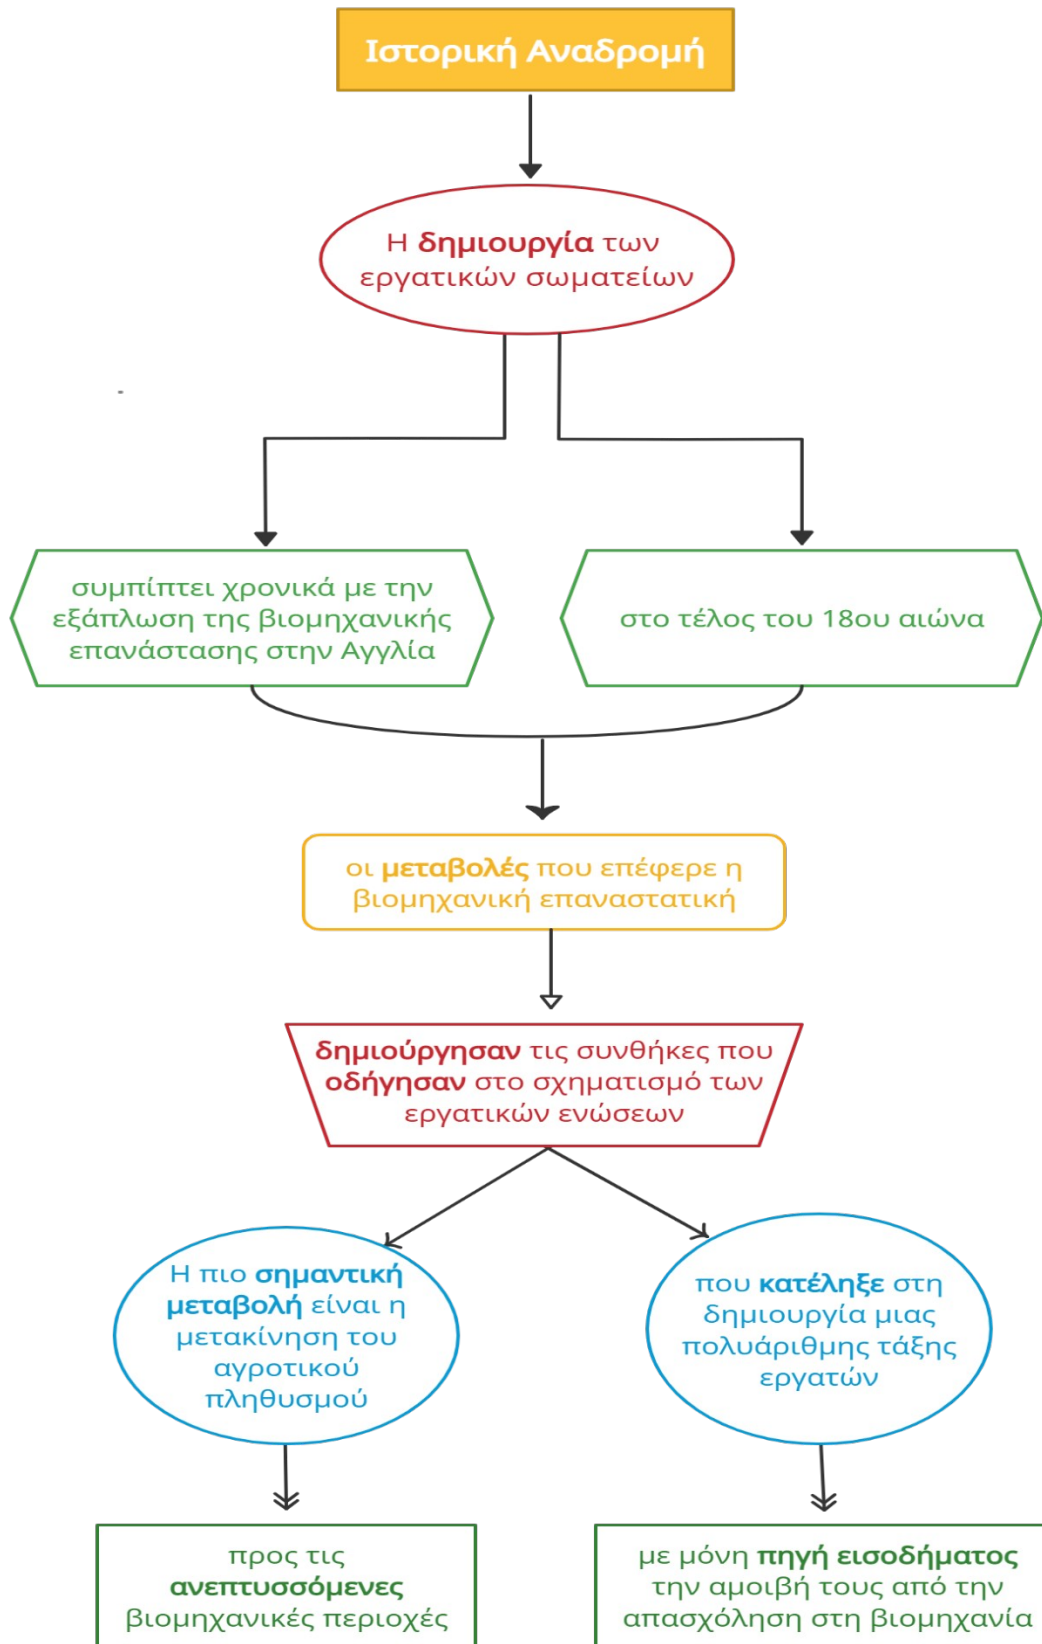 Ιστορική Αναδρομή
Η δημιουργία των
εργατικών σωματείων
συμπίπτει χρονικά με την
εξάπλωση της βιομηχανικής
επανάστασης στην Αγγλία
στο τέλος του 18ου αιώνα
οι μεταβολές που επέφερε η
βιομηχανική επαναστατική
δημιούργησαν τις συνθήκες που
οδήγησαν στο σχηματισμό των
εργατικών ενώσεων
Η πιο σημαντική
μεταβολή είναι η
μετακίνηση του
αγροτικού
πληθυσμού
που κατέληξε στη
δημιουργία μιας
πολυάριθμης τάξης
εργατών
προς τις
ανεπτυσσόμενες
βιομηχανικές περιοχές
με μόνη πηγή εισοδήματος
την αμοιβή τους από την
απασχόληση στη βιομηχανία